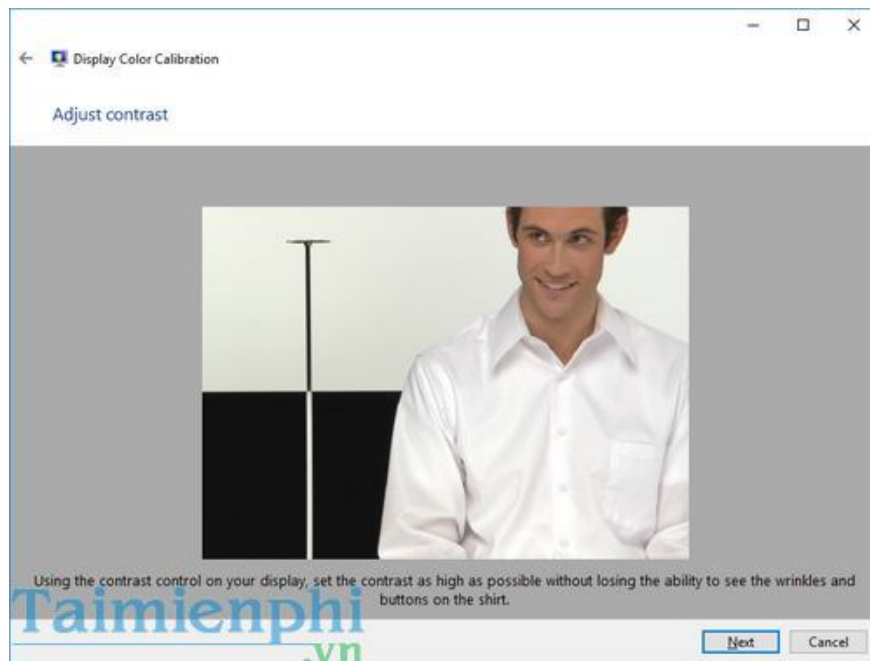 Display Color Calibration
Adjust contrast
Using the contrast control on your display, set the contrast as high as possible without losing the ability to see the wrinkles and
buttons on the shirt.
Taimienphi
.vn
Next
Cancel